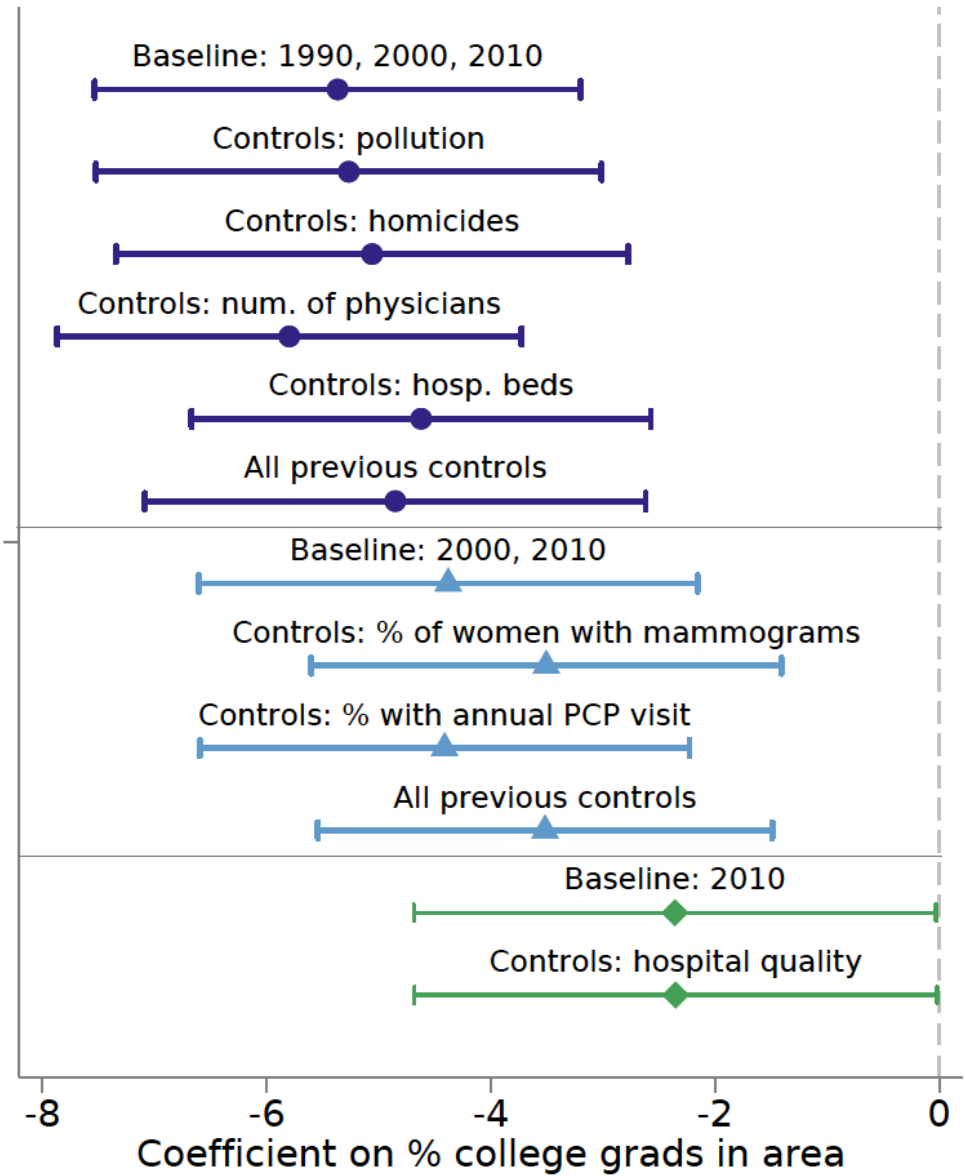 Baseline: 1990, 2000, 2010
Controls: pollution
Controls: homicides
Controls: num. of physicians
Controls: hosp. beds
All previous controls
Baseline: 2000, 2010
Controls: % of women with mammograms
Controls: % with annual PCP visit
All previous controls
Baseline: 2010
Controls: hospital quality
-8 -6 -4 -2 0
Coefficient on % college grads in area